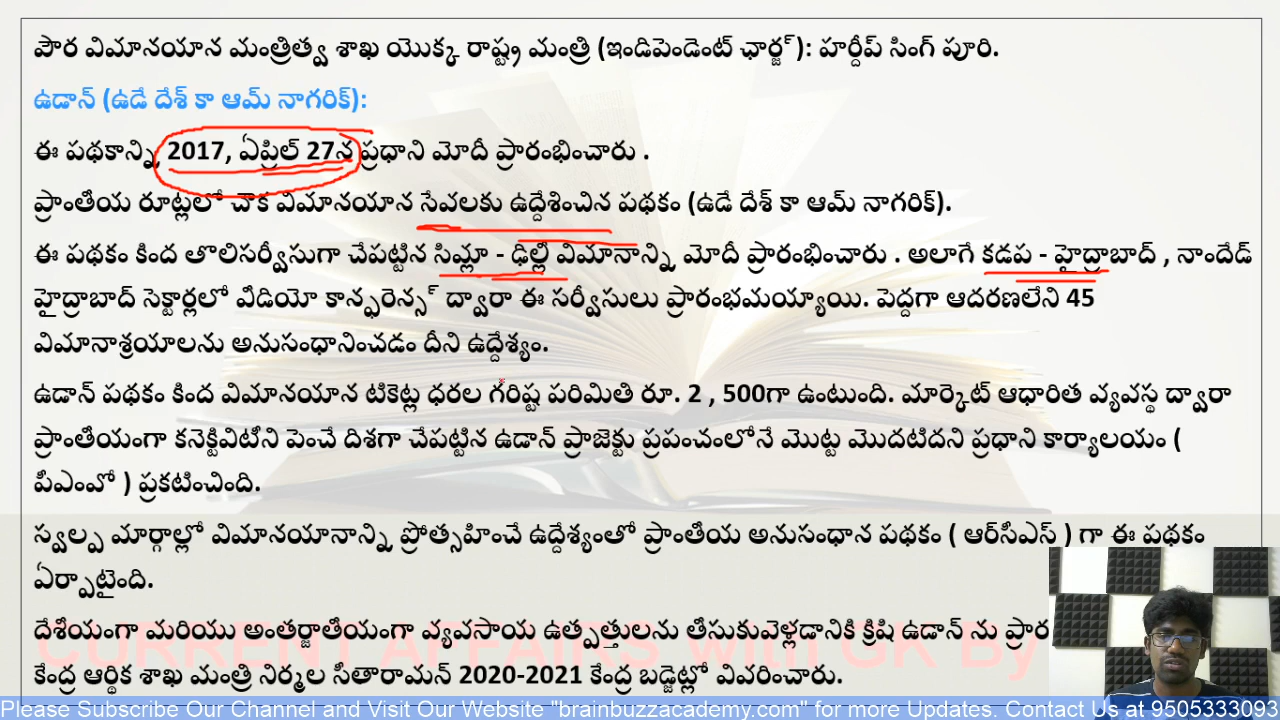 పౌర విమానయాన మంత్రిత్వ శాఖ యొక్క రాష్ట్ర మంత్రి (ఇండిపెండెంట్ ఛార్జ్): హర్దీప్ సింగ్ పూరి.
ఉడాన్ (ఉడే దేశ్ కా ఆమ్ నాగరిక్):
ఈ పథకాన్ని 2017, ఏప్రిల్ 27న ప్రధాని మోదీ ప్రారంభించారు .
ప్రాంతీయ రూట్లలో చౌక విమానయాన సేవలకు ఉద్దేశించిన పథకం (ఉడే దేశ్ కా ఆమ్ నాగరిక్).
ఈ పథకం కింద తొలిసర్వీసుగా చేపట్టిన సిమ్లా - ఢిల్లీ విమానాన్ని మోదీ ప్రారంభించారు . అలాగే కడప - హైద్రాబాద్ , నాందేడ్
హైద్రాబాద్ సెక్టార్లలో వీడియో కాన్ఫరెన్స్ ద్వారా ఈ సర్వీసులు ప్రారంభమయ్యాయి. పెద్దగా ఆదరణలేని 45
విమానాశ్రయాలను అనుసంధానించడం దీని ఉద్దేశ్యం.
ఉడాన్ పథకం కింద విమానయాన టికెట్ల ధరల గరిష్ట పరిమితి రూ. 2 , 500గా ఉంటుంది. మార్కెట్ ఆధారిత వ్యవస్థ ద్వారా
ప్రాంతీయంగా కనెక్టివిటీని పెంచే దిశగా చేపట్టిన ఉడాన్ ప్రాజెక్టు ప్రపంచంలోనే మొట్ట మొదటిదని ప్రధాని కార్యాలయం (
పీఎంవో ) ప్రకటించింది.
స్వల్ప మార్గాల్లో విమానయానాన్ని ప్రోత్సహించే ఉద్దేశ్యంతో ప్రాంతీయ అనుసంధాన పథకం ( ఆర్‌సీఎస్ ) గా ఈ పథకం
ఏర్పాటైంది.
దేశీయంగా మరియు అంతర్జాతీయంగా వ్యవసాయ ఉత్పత్తులను తీసుకువెళ్లడానికి క్రిషి ఉడాన్ ను ప్రార
CURRENT AFFAIRS with GK By
కేంద్ర ఆర్థిక శాఖ మంత్రి నిర్మల సీతారామన్ 2020-2021 కేంద్ర బడ్జెట్లో వివరించారు.
Please Subscribe Our Channel and Visit Our Website "brainbuzzacademy.com" for more Updates. Contact Us at 9505333093